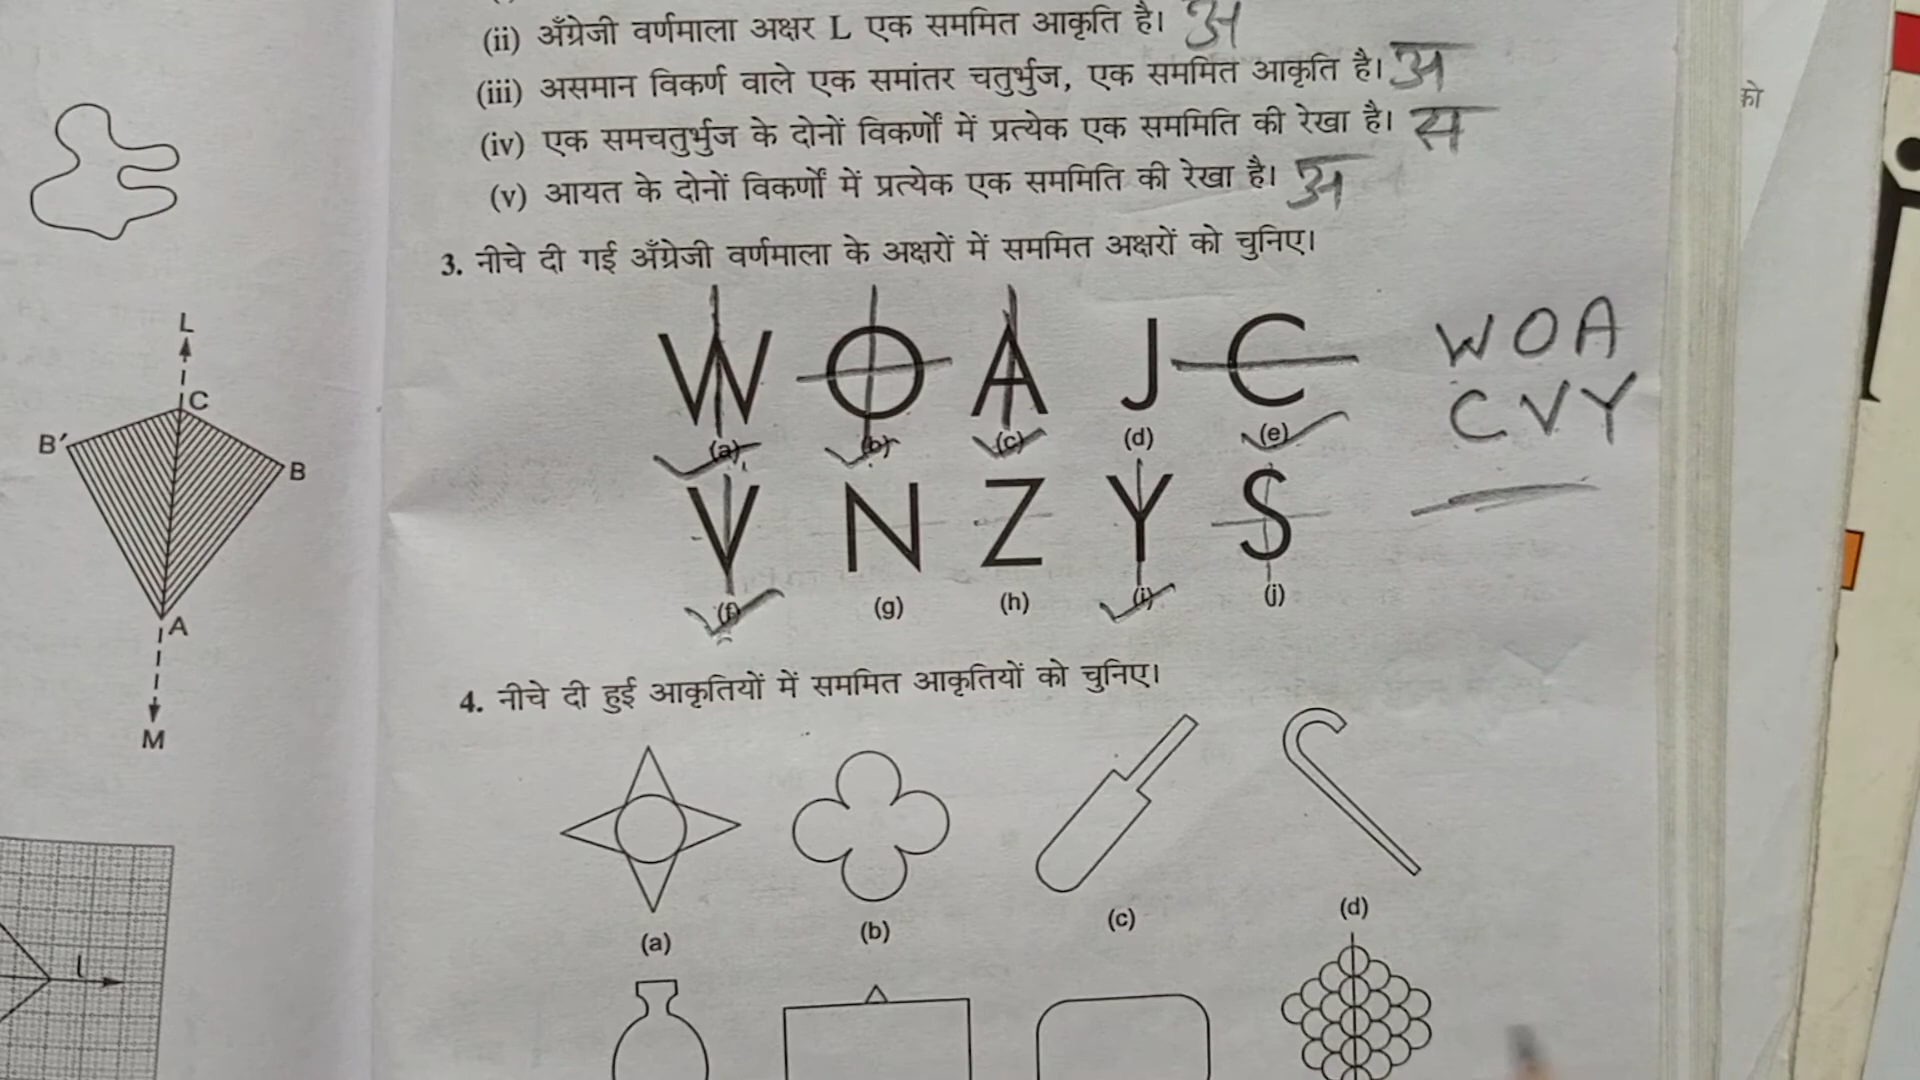 (ii) अँग्रेजी वर्णमाला अक्षर L एक सममित आकृति है। अ
(iii) असमान विकर्ण वाले एक समांतर चतुर्भुज, एक सममित आकृति है। अ
(iv) एक समचतुर्भुज के दोनों विकर्णों में प्रत्येक एक सममिति की रेखा है। स
(v) आयत के दोनों विकर्णों में प्रत्येक एक सममिति की रेखा है। अ
3. नीचे दी गई अँग्रेजी वर्णमाला के अक्षरों में सममित अक्षरों को चुनिए।
W O A J C
(a) (b) (c) (d) (e)
V N Z Y S
(f) (g) (h) (i) (j)
W O A
C V Y
4. नीचे दी हुई आकृतियों में सममित आकृतियों को चुनिए।
(a) (b) (c) (d)
L
C
B′ B
A
M
l
को